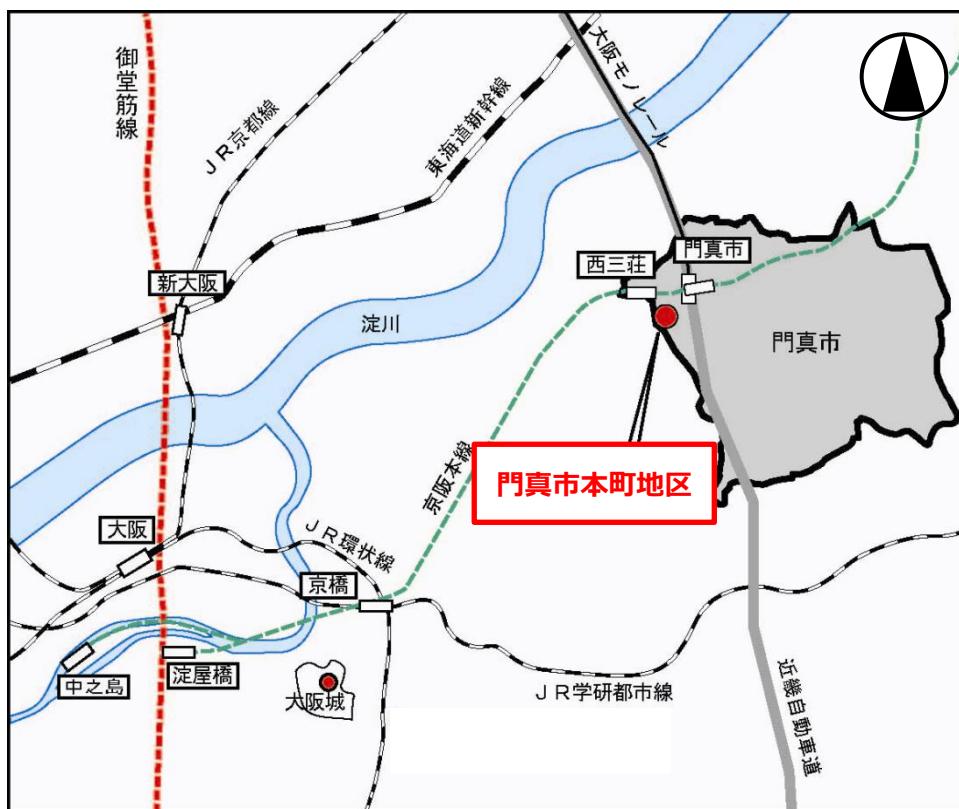 御堂筋線
ＪＲ京都線
東海道新幹線
大阪モノレール
新大阪
淀川
西三荘
門真市
門真市
京阪本線
門真市本町地区
大阪
ＪＲ環状線
京橋
中之島
淀屋橋
大阪城
ＪＲ学研都市線
近畿自動車道